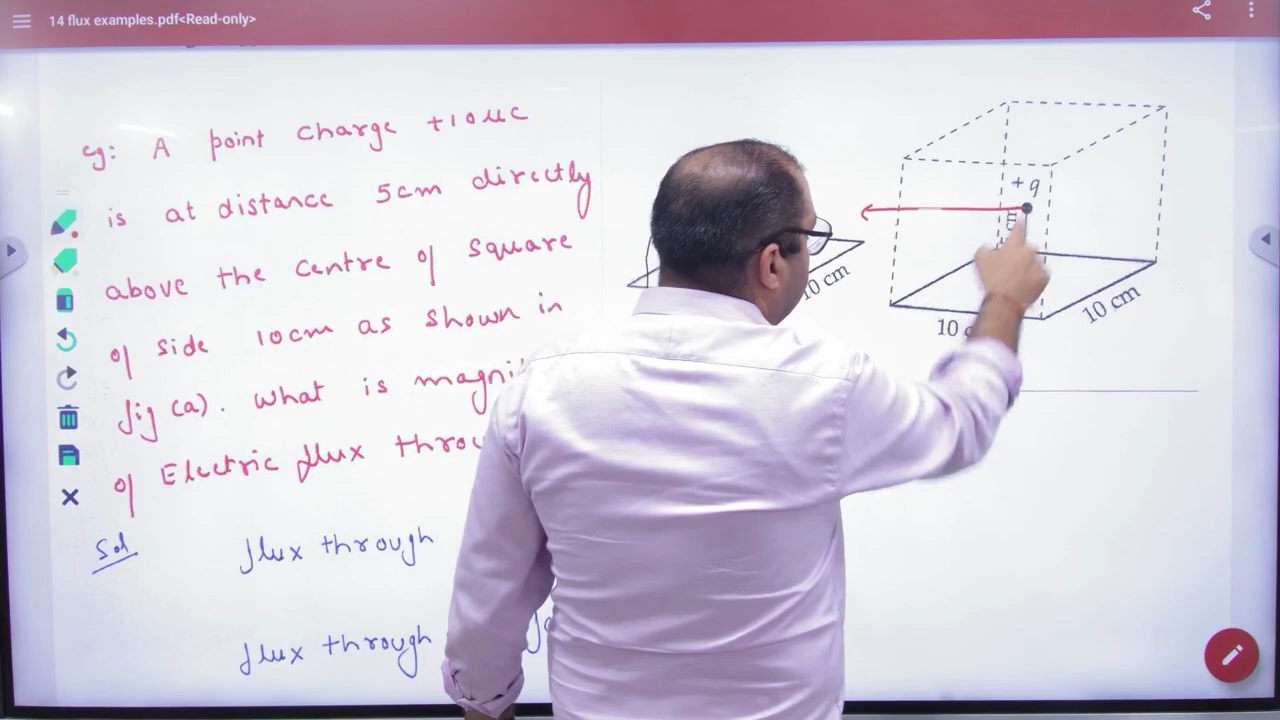 14 flux examples.pdf<Read-only>
eg: A point charge +10μc
is at distance 5cm directly
above the centre of square
of side 10cm as shown in
fig (a). what is
of Electric flux
Sol
flux through
flux through
10 cm
+q
10
10 cm